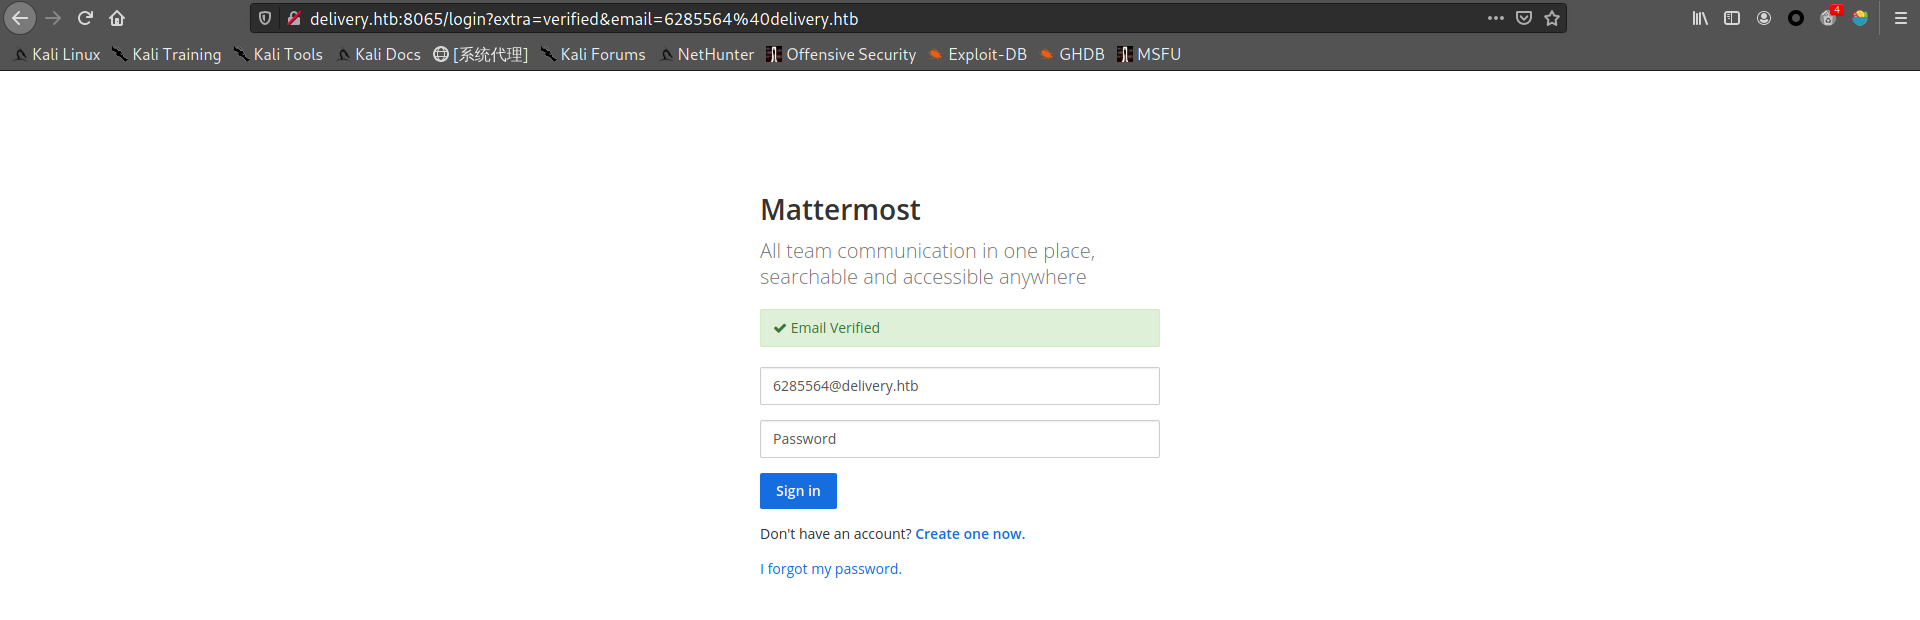 delivery.htb:8065/login?extra=verified&email=6285564%40delivery.htb
4
Kali Linux Kali Training Kali Tools Kali Docs [系统代理] Kali Forums NetHunter Offensive Security Exploit-DB GHDB MSFU
Mattermost
All team communication in one place,
searchable and accessible anywhere
Email Verified
6285564@delivery.htb
Password
Sign in
Don't have an account? Create one now.
I forgot my password.